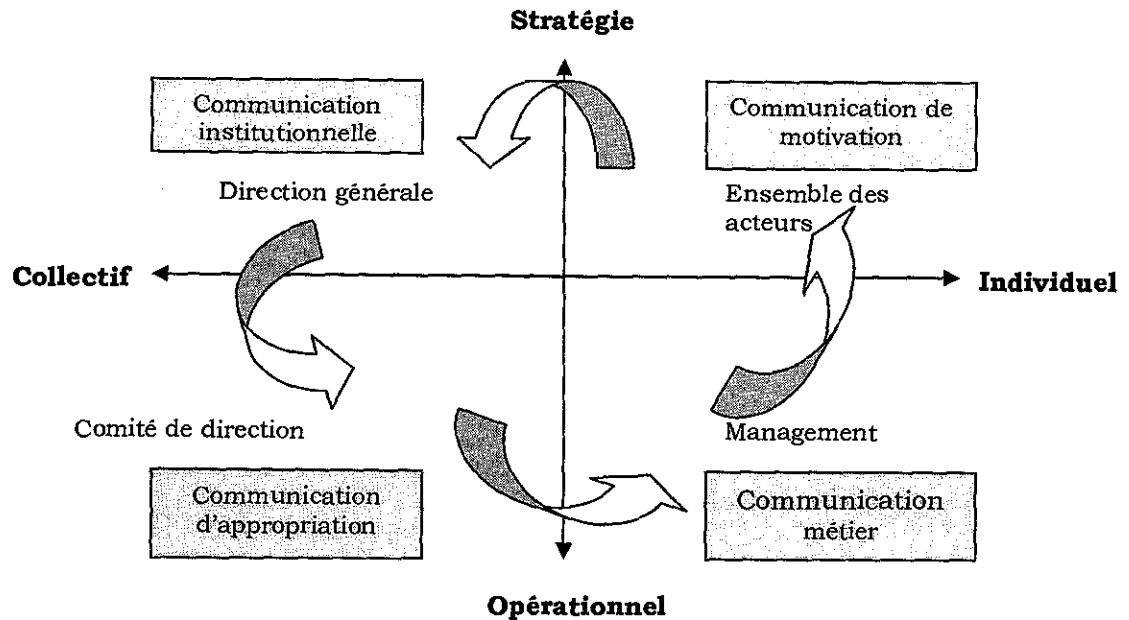 Stratégie
Communication
institutionnelle
Communication de
motivation
Direction générale
Ensemble des
acteurs
Collectif
Individuel
Comité de direction
Management
Communication
d'appropriation
Communication
métier
Opérationnel